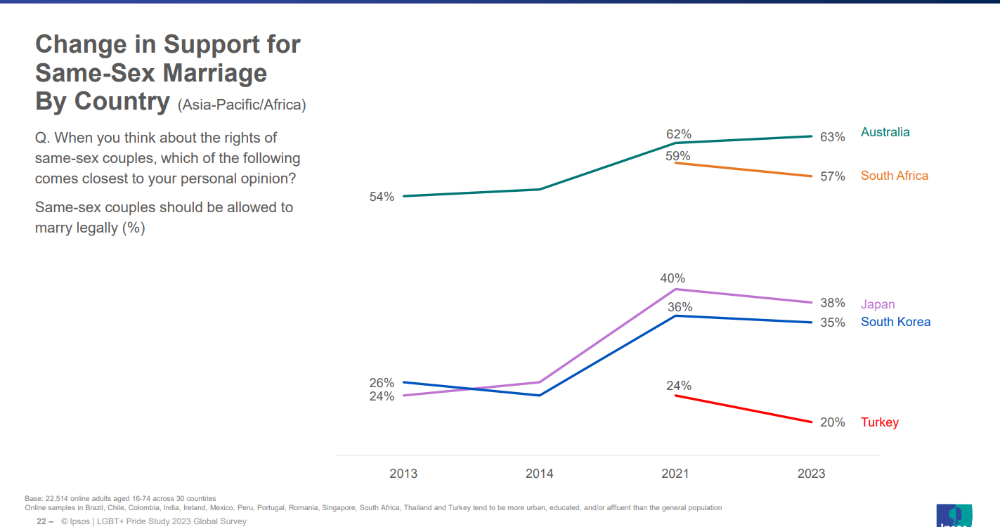 Change in Support for
Same-Sex Marriage
By Country (Asia-Pacific/Africa)
Q. When you think about the rights of
same-sex couples, which of the following
comes closest to your personal opinion?
Same-sex couples should be allowed to
marry legally (%)
62%
63%
Australia
59%
57%
South Africa
54%
40%
38%
Japan
36%
35%
South Korea
26%
24%
24%
20%
Turkey
2013 2014 2021 2023
Base: 22,514 online adults aged 16-74 across 30 countries
Online samples in Brazil, Chile, Colombia, India, Ireland, Mexico, Peru, Portugal, Romania, Singapore, South Africa, Thailand and Turkey tend to be more urban, educated, and/or affluent than the general population
22 – © Ipsos | LGBT+ Pride Study 2023 Global Survey
Ipsos